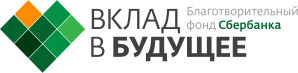 ВКЛАД
В БУДУЩЕЕ
Благотворительный
фонд Сбербанка